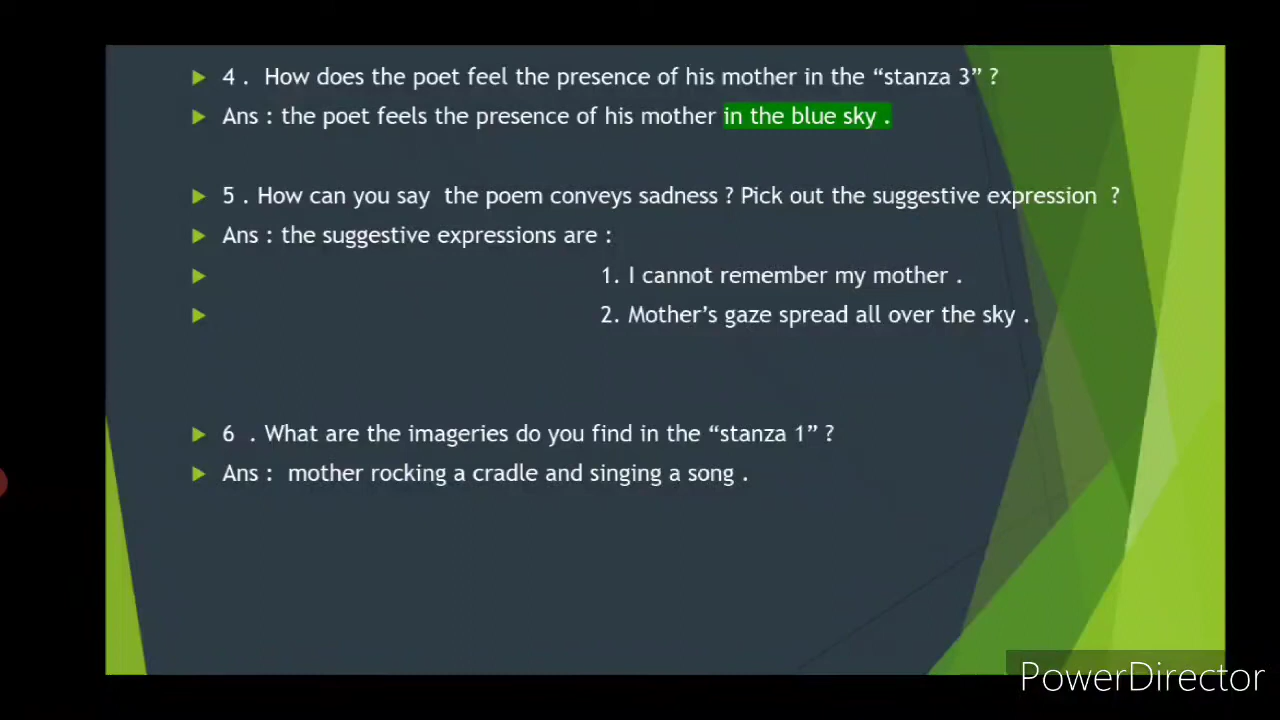 4 . How does the poet feel the presence of his mother in the “stanza 3” ?
Ans : the poet feels the presence of his mother in the blue sky .
5 . How can you say the poem conveys sadness ? Pick out the suggestive expression ?
Ans : the suggestive expressions are :
1. I cannot remember my mother .
2. Mother’s gaze spread all over the sky .
6 . What are the imageries do you find in the “stanza 1” ?
Ans : mother rocking a cradle and singing a song .
PowerDirector